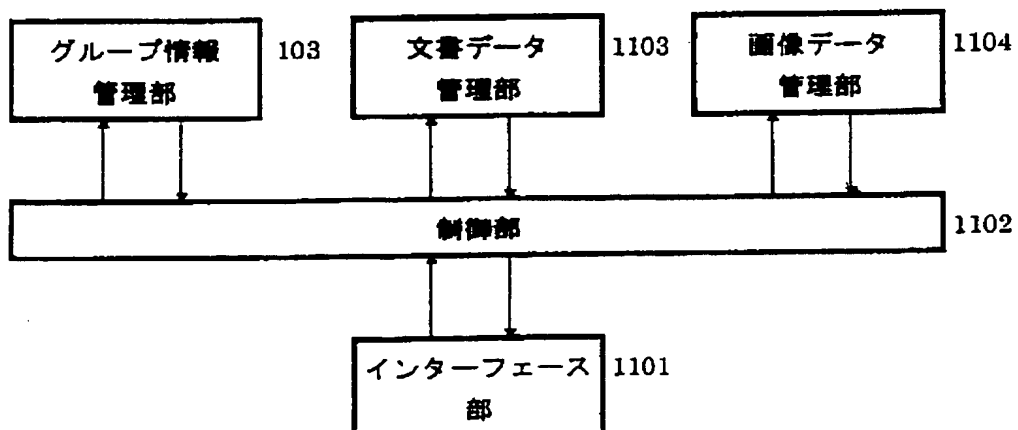 グループ情報
管理部
103
文書データ
管理部
1103
画像データ
管理部
1104
制御部
1102
インターフェース
部
1101